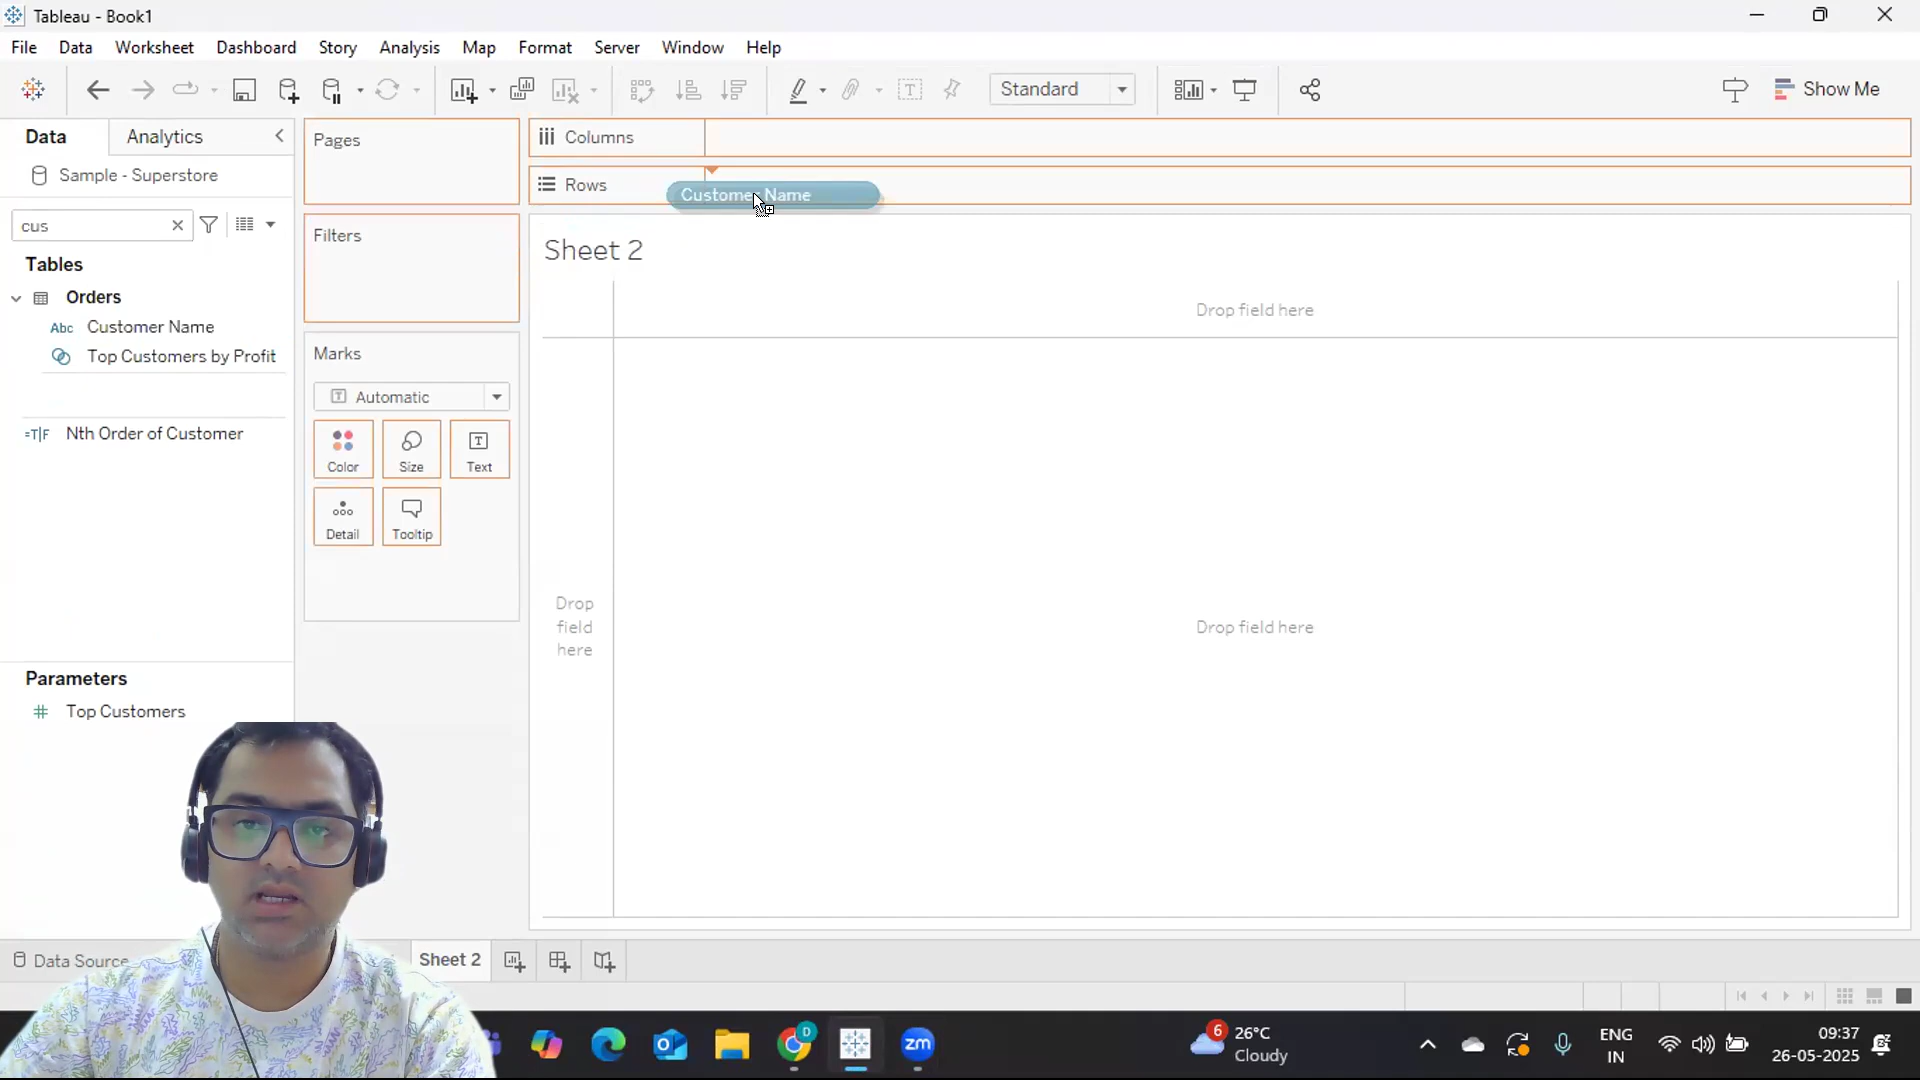 Tableau - Book1
File Data Worksheet Dashboard Story Analysis Map Format Server Window Help
Standard
Show Me
Data Analytics
Sample - Superstore
cus
Tables
Orders
Abc Customer Name
Top Customers by Profit
=T|F Nth Order of Customer
Parameters
# Top Customers
Pages
Filters
Marks
Automatic
Color Size Text
Detail Tooltip
Columns
Rows
Customer Name
Sheet 2
Drop field here
Drop
field
here
Drop field here
Data Source
Sheet 2
zm
6
26°C
Cloudy
ENG
IN
09:37
26-05-2025